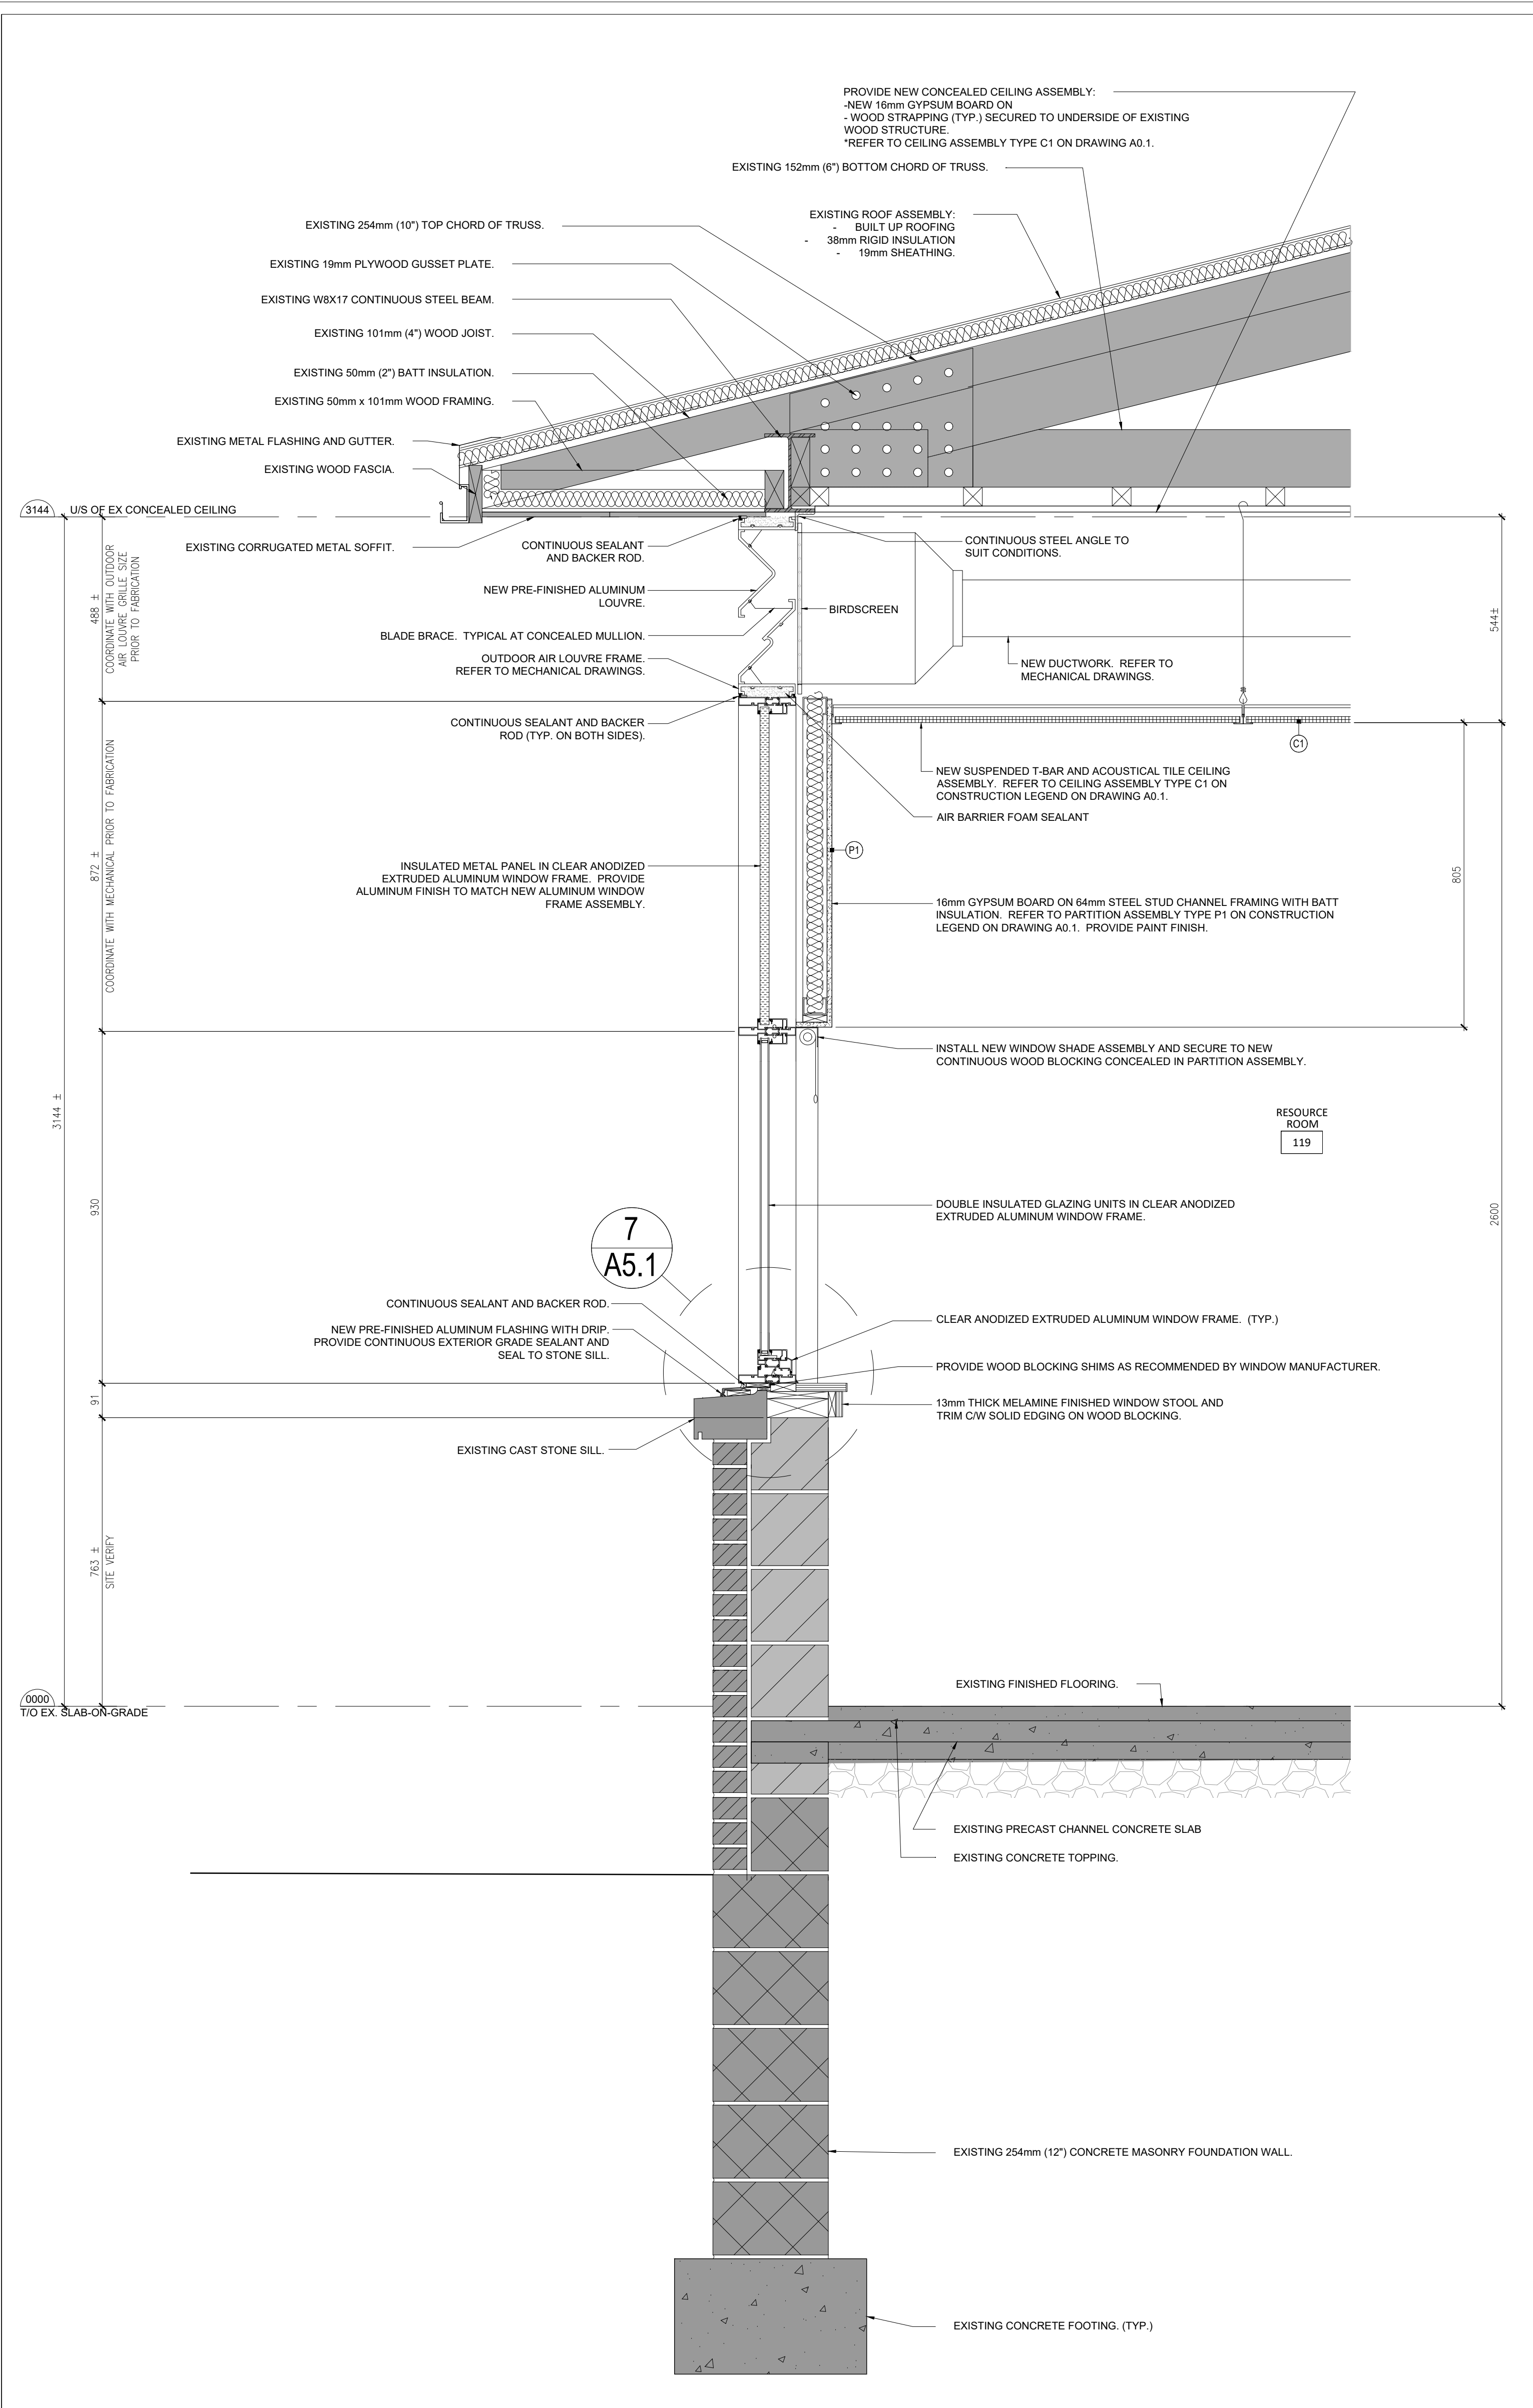 PROVIDE NEW CONCEALED CEILING ASSEMBLY:
-NEW 16mm GYPSUM BOARD ON
- WOOD STRAPPING (TYP.) SECURED TO UNDERSIDE OF EXISTING
WOOD STRUCTURE.
*REFER TO CEILING ASSEMBLY TYPE C1 ON DRAWING A0.1.
EXISTING 152mm (6") BOTTOM CHORD OF TRUSS.
EXISTING ROOF ASSEMBLY:
- BUILT UP ROOFING
- 38mm RIGID INSULATION
- 19mm SHEATHING.
EXISTING 254mm (10") TOP CHORD OF TRUSS.
EXISTING 19mm PLYWOOD GUSSET PLATE.
EXISTING W8X17 CONTINUOUS STEEL BEAM.
EXISTING 101mm (4") WOOD JOIST.
EXISTING 50mm (2") BATT INSULATION.
EXISTING 50mm x 101mm WOOD FRAMING.
EXISTING METAL FLASHING AND GUTTER.
EXISTING WOOD FASCIA.
3144
U/S OF EX CONCEALED CEILING
EXISTING CORRUGATED METAL SOFFIT.
CONTINUOUS SEALANT
AND BACKER ROD.
CONTINUOUS STEEL ANGLE TO
SUIT CONDITIONS.
488 ±
COORDINATE WITH OUTDOOR
AIR LOUVRE GRILLE SIZE
PRIOR TO FABRICATION
NEW PRE-FINISHED ALUMINUM
LOUVRE.
BIRDSCREEN
544±
BLADE BRACE. TYPICAL AT CONCEALED MULLION.
OUTDOOR AIR LOUVRE FRAME.
REFER TO MECHANICAL DRAWINGS.
NEW DUCTWORK. REFER TO
MECHANICAL DRAWINGS.
CONTINUOUS SEALANT AND BACKER
ROD (TYP. ON BOTH SIDES).
C1
NEW SUSPENDED T-BAR AND ACOUSTICAL TILE CEILING
ASSEMBLY. REFER TO CEILING ASSEMBLY TYPE C1 ON
CONSTRUCTION LEGEND ON DRAWING A0.1.
AIR BARRIER FOAM SEALANT
P1
872 ±
COORDINATE WITH MECHANICAL PRIOR TO FABRICATION
INSULATED METAL PANEL IN CLEAR ANODIZED
EXTRUDED ALUMINUM WINDOW FRAME. PROVIDE
ALUMINUM FINISH TO MATCH NEW ALUMINUM WINDOW
FRAME ASSEMBLY.
805
16mm GYPSUM BOARD ON 64mm STEEL STUD CHANNEL FRAMING WITH BATT
INSULATION. REFER TO PARTITION ASSEMBLY TYPE P1 ON CONSTRUCTION
LEGEND ON DRAWING A0.1. PROVIDE PAINT FINISH.
INSTALL NEW WINDOW SHADE ASSEMBLY AND SECURE TO NEW
CONTINUOUS WOOD BLOCKING CONCEALED IN PARTITION ASSEMBLY.
3144 ±
RESOURCE
ROOM
119
930
DOUBLE INSULATED GLAZING UNITS IN CLEAR ANODIZED
EXTRUDED ALUMINUM WINDOW FRAME.
2600
7
A5.1
CONTINUOUS SEALANT AND BACKER ROD.
NEW PRE-FINISHED ALUMINUM FLASHING WITH DRIP.
PROVIDE CONTINUOUS EXTERIOR GRADE SEALANT AND
SEAL TO STONE SILL.
CLEAR ANODIZED EXTRUDED ALUMINUM WINDOW FRAME. (TYP.)
PROVIDE WOOD BLOCKING SHIMS AS RECOMMENDED BY WINDOW MANUFACTURER.
91
13mm THICK MELAMINE FINISHED WINDOW STOOL AND
TRIM C/W SOLID EDGING ON WOOD BLOCKING.
EXISTING CAST STONE SILL.
763 ±
SITE VERIFY
EXISTING FINISHED FLOORING.
0000
T/O EX. SLAB-ON-GRADE
EXISTING PRECAST CHANNEL CONCRETE SLAB
EXISTING CONCRETE TOPPING.
EXISTING 254mm (12") CONCRETE MASONRY FOUNDATION WALL.
EXISTING CONCRETE FOOTING. (TYP.)